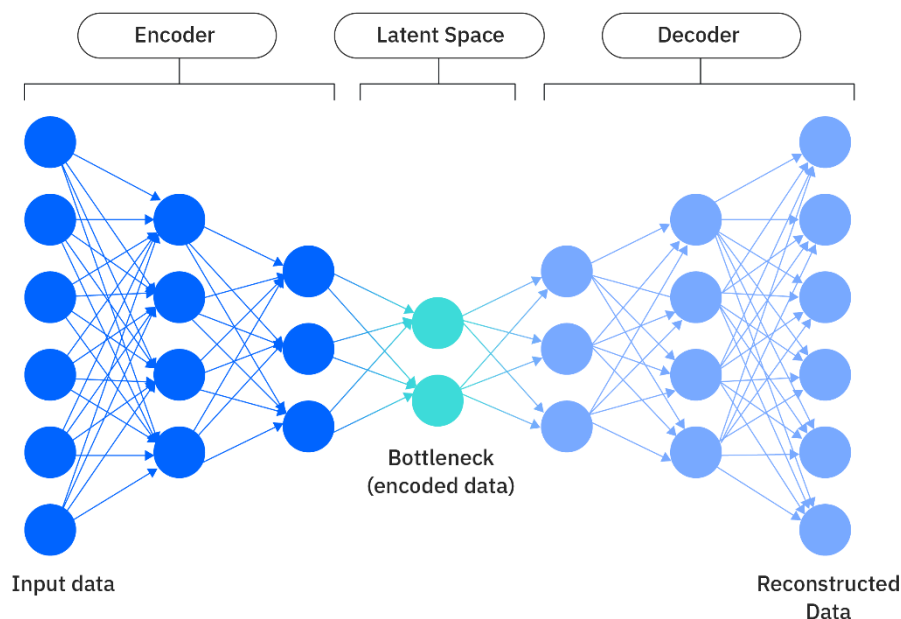 Encoder
Latent Space
Decoder
Bottleneck
(encoded data)
Input data
Reconstructed
Data